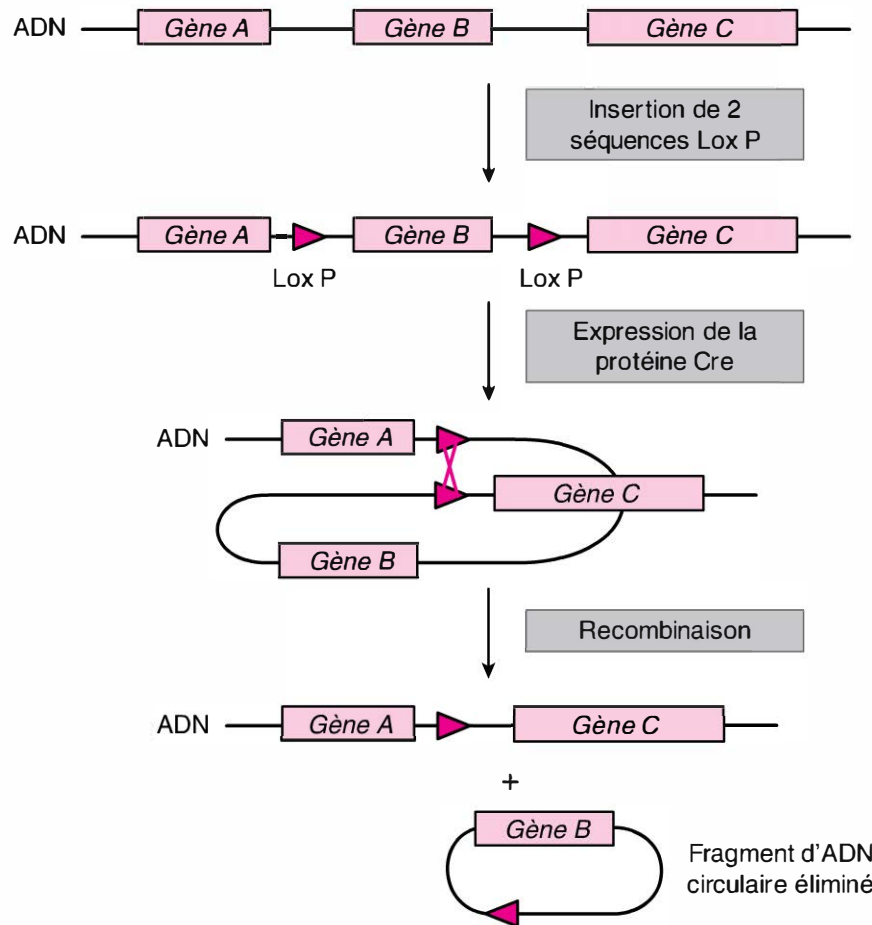 ADN Gène A Gène B Gène C
Insertion de 2
séquences Lox P
ADN Gène A Gène B Gène C
Lox P Lox P
Expression de la
protéine Cre
ADN Gène A
Gène C
Gène B
Recombinaison
ADN Gène A Gène C
+
Gène B
Fragment d'ADN
circulaire éliminé